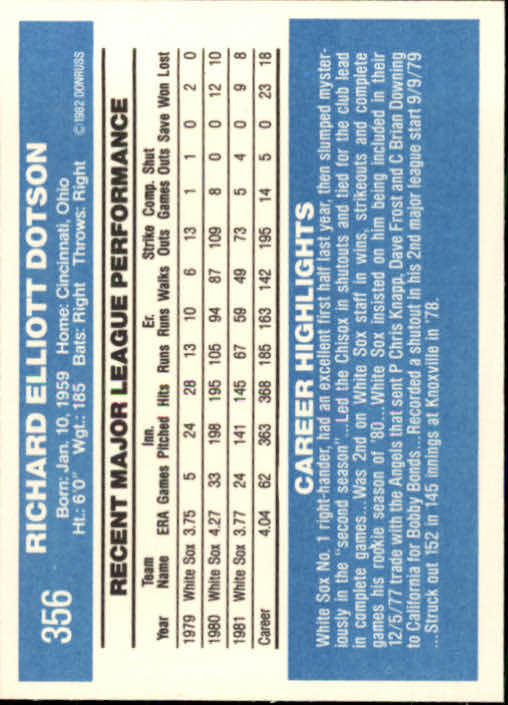 356
RICHARD ELLIOTT DOTSON
Born: Jan. 10, 1959 Home: Cincinnati, Ohio
Ht.: 6'0" Wgt.: 185 Bats: Right Throws: Right
©1982 DONRUSS
RECENT MAJOR LEAGUE PERFORMANCE
Team Inn. Er. Strike Comp. Shut
Year Name ERA Games Pitched Hits Runs Runs Walks Outs Games Outs Save Won Lost
1979 White Sox 3.75 5 24 28 13 10 6 13 1 1 0 2 0
1980 White Sox 4.27 33 198 195 105 94 87 109 8 0 0 12 10
1981 White Sox 3.77 24 141 145 67 59 49 73 5 4 0 9 8
Career 4.04 62 363 368 185 163 142 195 14 5 0 23 18
CAREER HIGHLIGHTS
White Sox No. 1 right-hander, had an excellent first half last year, then slumped myster-
iously in the "second season"...Led the Chisox in shutouts and tied for the club lead
in complete games...Was 2nd on White Sox staff in wins, strikeouts and complete
games his rookie season of '80...White Sox insisted on him being included in their
12/5/77 trade with the Angels that sent P Chris Knapp, Dave Frost and C Brian Downing
to California for Bobby Bonds...Recorded a shutout in his 2nd major league start 9/9/79
...Struck out 152 in 145 innings at Knoxville in '78.